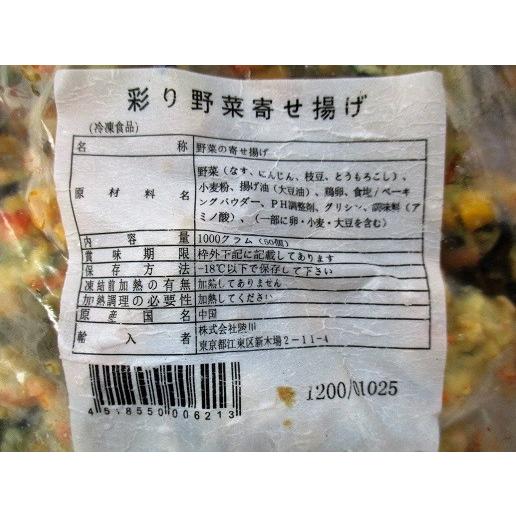 彩り野菜寄せ揚げ
(冷凍食品)
名称 野菜の寄せ揚げ
原材料名 野菜(なす、にんじん、枝豆、とうもろこし)、
小麦粉、揚げ油(大豆油)、鶏卵、食塩/ベーキ
ングパウダー、PH調整剤、グリシン、調味料(ア
ミノ酸)、(一部に卵・小麦・大豆を含む)
内容量 1000グラム(50個)
賞味期限 枠外下記に記載してあります
保存方法 -18℃以下で保存して下さい
凍結前加熱の有無 加熱してありません
加熱調理の必要性 加熱してください
原産国名 中国
輸入者 株式会社勝川
東京都江東区新木場2-11-4
4 518550 006213